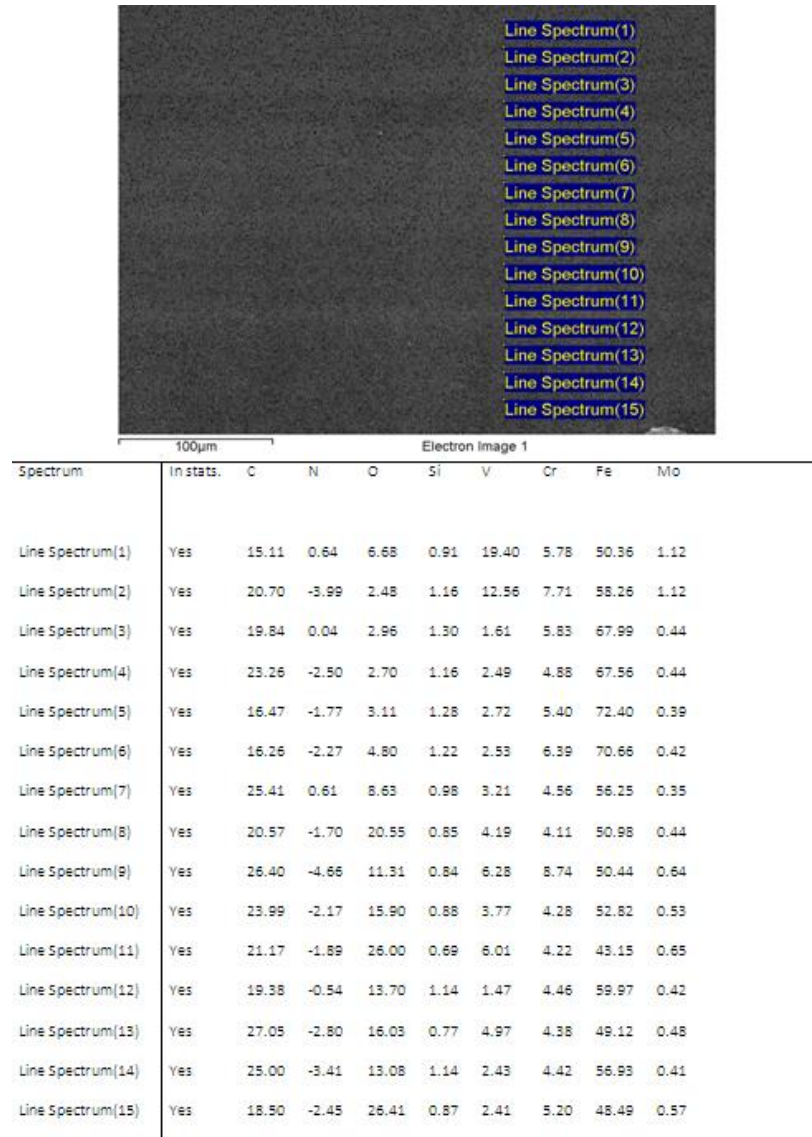 Line Spectrum(1)
Line Spectrum(2)
Line Spectrum(3)
Line Spectrum(4)
Line Spectrum(5)
Line Spectrum(6)
Line Spectrum(7)
Line Spectrum(8)
Line Spectrum(9)
Line Spectrum(10)
Line Spectrum(11)
Line Spectrum(12)
Line Spectrum(13)
Line Spectrum(14)
Line Spectrum(15)
100µm Electron Image 1
Spectrum In stats. C N O Si V Cr Fe Mo
Line Spectrum(1) Yes 15.11 0.64 6.68 0.91 19.40 5.78 50.36 1.12
Line Spectrum(2) Yes 20.70 -3.99 2.48 1.16 12.56 7.71 58.26 1.12
Line Spectrum(3) Yes 19.84 0.04 2.96 1.30 1.61 5.83 67.99 0.44
Line Spectrum(4) Yes 23.26 -2.50 2.70 1.16 2.49 4.88 67.56 0.44
Line Spectrum(5) Yes 16.47 -1.77 3.11 1.28 2.72 5.40 72.40 0.39
Line Spectrum(6) Yes 16.26 -2.27 4.80 1.22 2.53 6.39 70.66 0.42
Line Spectrum(7) Yes 25.41 0.61 8.63 0.98 3.21 4.56 56.25 0.35
Line Spectrum(8) Yes 20.57 -1.70 20.55 0.85 4.19 4.11 50.98 0.44
Line Spectrum(9) Yes 26.40 -4.66 11.31 0.84 6.28 8.74 50.44 0.64
Line Spectrum(10) Yes 23.99 -2.17 15.90 0.88 3.77 4.28 52.82 0.53
Line Spectrum(11) Yes 21.17 -1.89 26.00 0.69 6.01 4.22 43.15 0.65
Line Spectrum(12) Yes 19.38 -0.54 13.70 1.14 1.47 4.46 59.97 0.42
Line Spectrum(13) Yes 27.05 -2.80 16.03 0.77 4.97 4.38 49.12 0.48
Line Spectrum(14) Yes 25.00 -3.41 13.08 1.14 2.43 4.42 56.93 0.41
Line Spectrum(15) Yes 18.50 -2.45 26.41 0.87 2.41 5.20 48.49 0.57